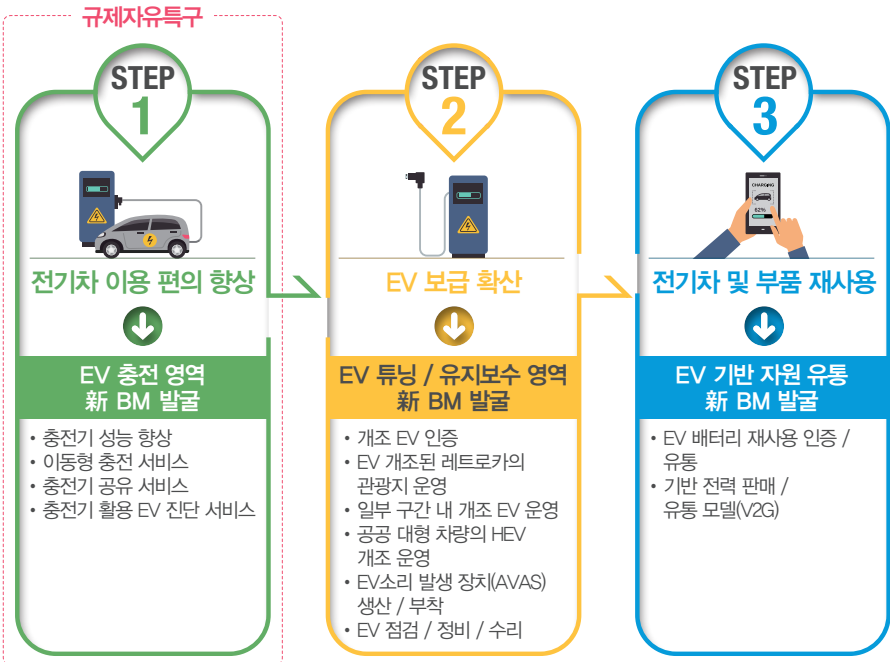 규제자유특구
STEP
1
전기차 이용 편의 향상
EV 충전 영역
新 BM 발굴
• 충전기 성능 향상
• 이동형 충전 서비스
• 충전기 공유 서비스
• 충전기 활용 EV 진단 서비스
STEP
2
EV 보급 확산
EV 튜닝 / 유지보수 영역
新 BM 발굴
• 개조 EV 인증
• EV 개조된 레트로카의
관광지 운영
• 일부 구간 내 개조 EV 운영
• 공공 대형 차량의 HEV
개조 운영
• EV소리 발생 장치(AVAS)
생산 / 부착
• EV 점검 / 정비 / 수리
STEP
3
CHARGING
62%
전기차 및 부품 재사용
EV 기반 자원 유통
新 BM 발굴
• EV 배터리 재사용 인증 /
유통
• 기반 전력 판매 /
유통 모델(V2G)